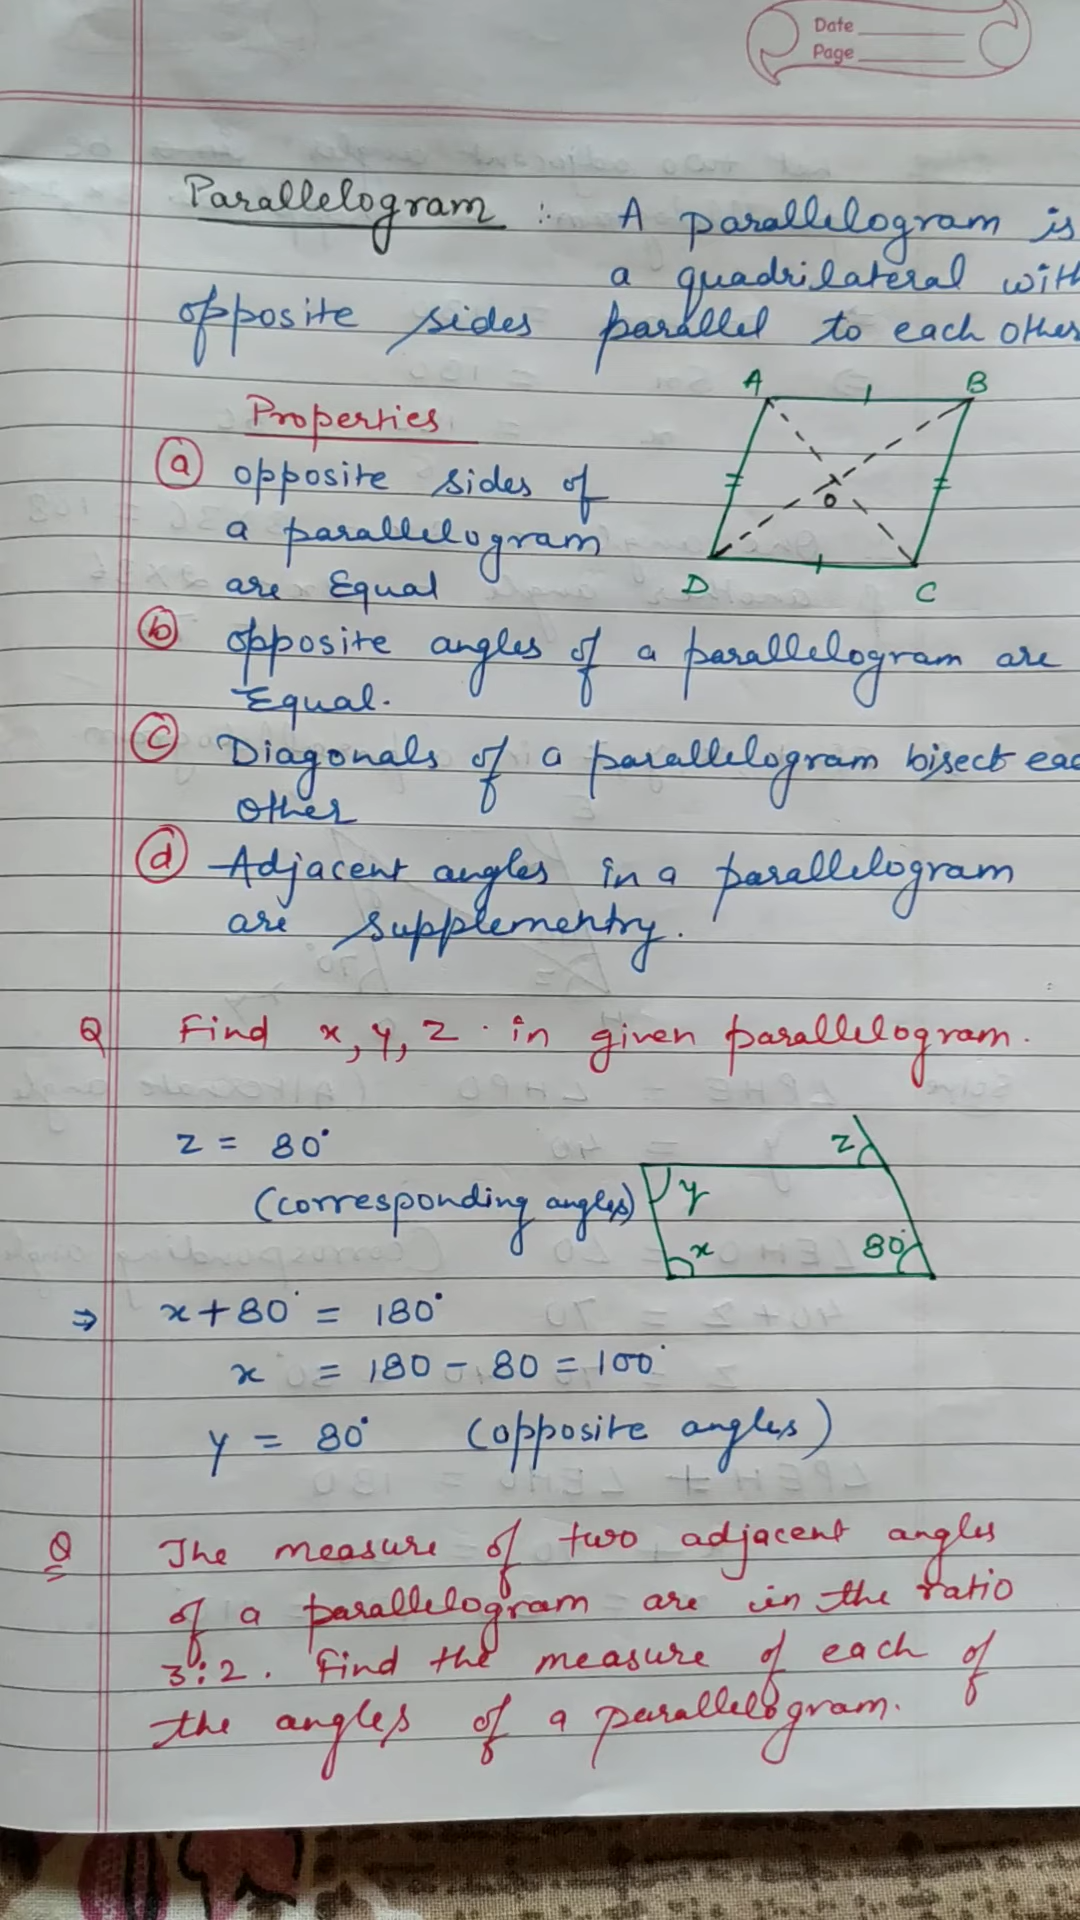 Date
Page
Parallelogram :. A parallelogram is
a quadrilateral with
opposite sides parallel to each other
A B
Properties
a opposite sides of
a parallelogram
O
are Equal
D C
b opposite angles of a parallelogram are
Equal.
c Diagonals of a parallelogram bisect eac
other
d Adjacent angles in a parallelogram
are supplementry.
Q Find x, y, z . in given parallelogram.
z = 80°
z
(corresponding angles)
y
x 80°
⇒ x + 80° = 180°
x = 180 - 80 = 100°
y = 80° (opposite angles)
Q The measure of two adjacent angles
of a parallelogram are in the ratio
3:2. Find the measure of each of
the angles of a parallelogram.